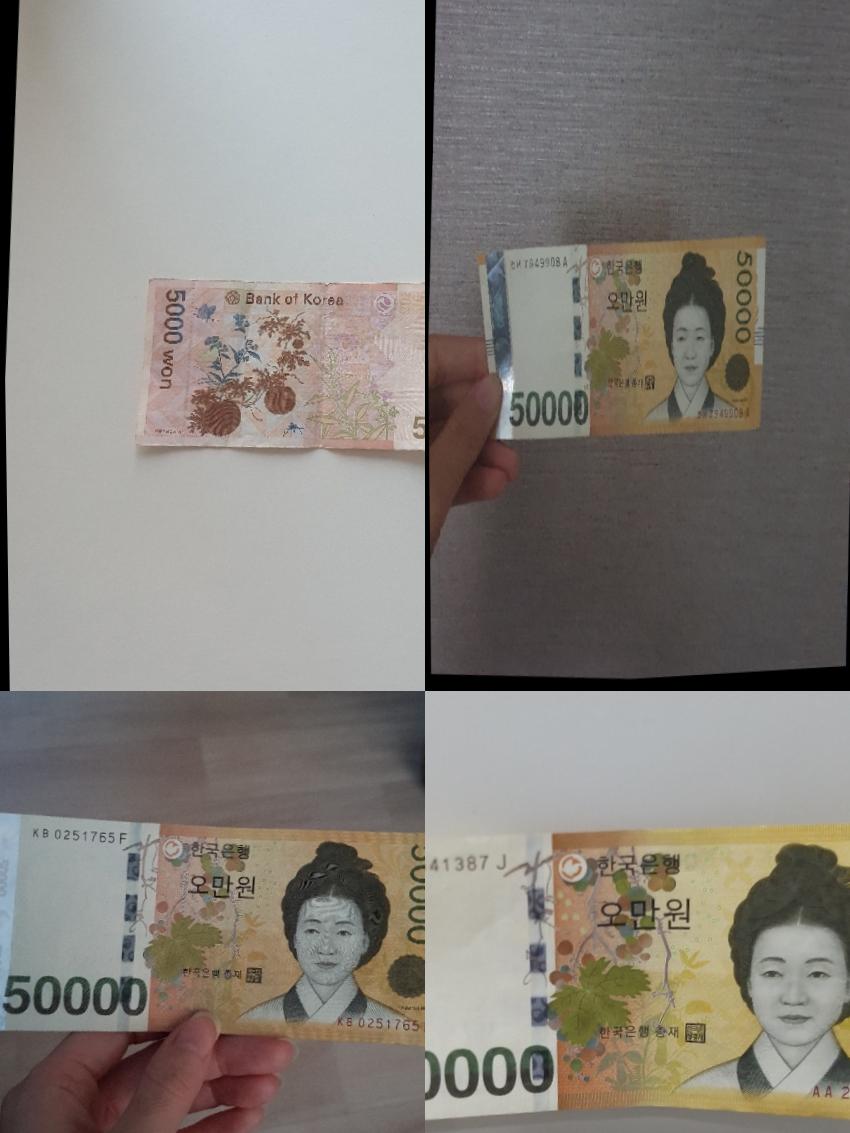 5000 won
Bank of Korea
5
한국은행
오만원
50000
한국은행 총재
50000
KB 0251765 F
한국은행
오만원
50000
한국은행 총재
KB 0251765
41387 J
한국은행
오만원
0000
한국은행 총재
AA 2